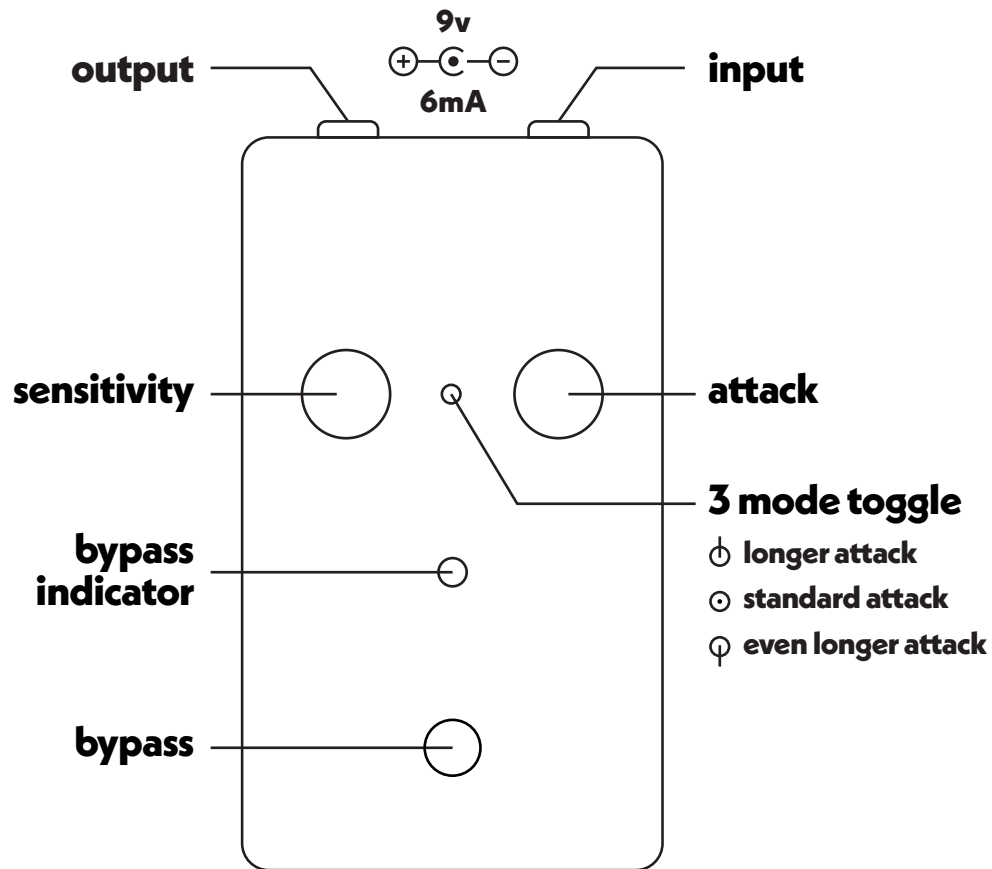 9v
6mA
output
input
sensitivity
attack
3 mode toggle
longer attack
standard attack
even longer attack
bypass
indicator
bypass